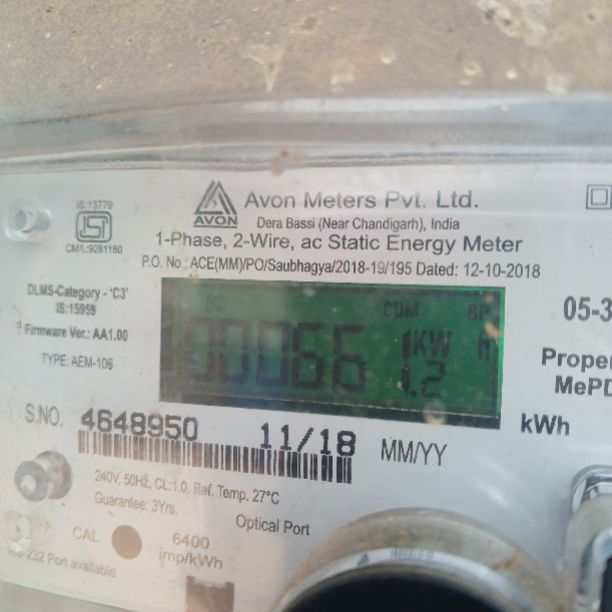 IS:13779
ISI
CM/L:9281180
AVON
Avon Meters Pvt. Ltd.
Dera Bassi (Near Chandigarh), India
1-Phase, 2-Wire, ac Static Energy Meter
P.O. No.: ACE(MM)/PO/Saubhagya/2018-19/195 Dated: 12-10-2018
DLMS-Category - 'C3'
IS:15959
Firmware Ver.: AA1.00
TYPE: AEM-106
CUM
00066
KW h
1.2
05-3
Proper
MePD
kWh
S.NO.
4648950 11/18 MM/YY
240V, 50Hz, CL:1.0, Ref. Temp. 27°C
Guarantee: 3Yrs.
Optical Port
CAL
6400
imp/kWh
232 Port available